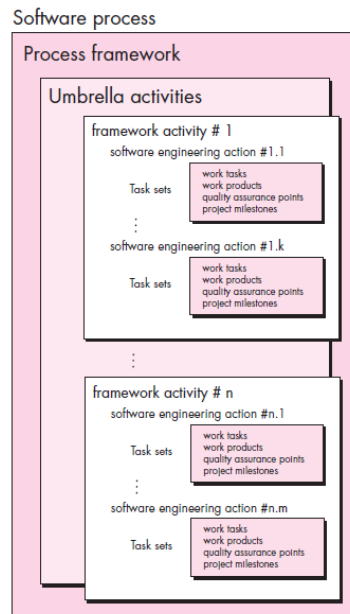 Software process
Process framework
Umbrella activities
framework activity # 1
software engineering action #1.1
Task sets
work tasks
work products
quality assurance points
project milestones
software engineering action #1.k
Task sets
work tasks
work products
quality assurance points
project milestones
framework activity # n
software engineering action #n.1
Task sets
work tasks
work products
quality assurance points
project milestones
software engineering action #n.m
Task sets
work tasks
work products
quality assurance points
project milestones